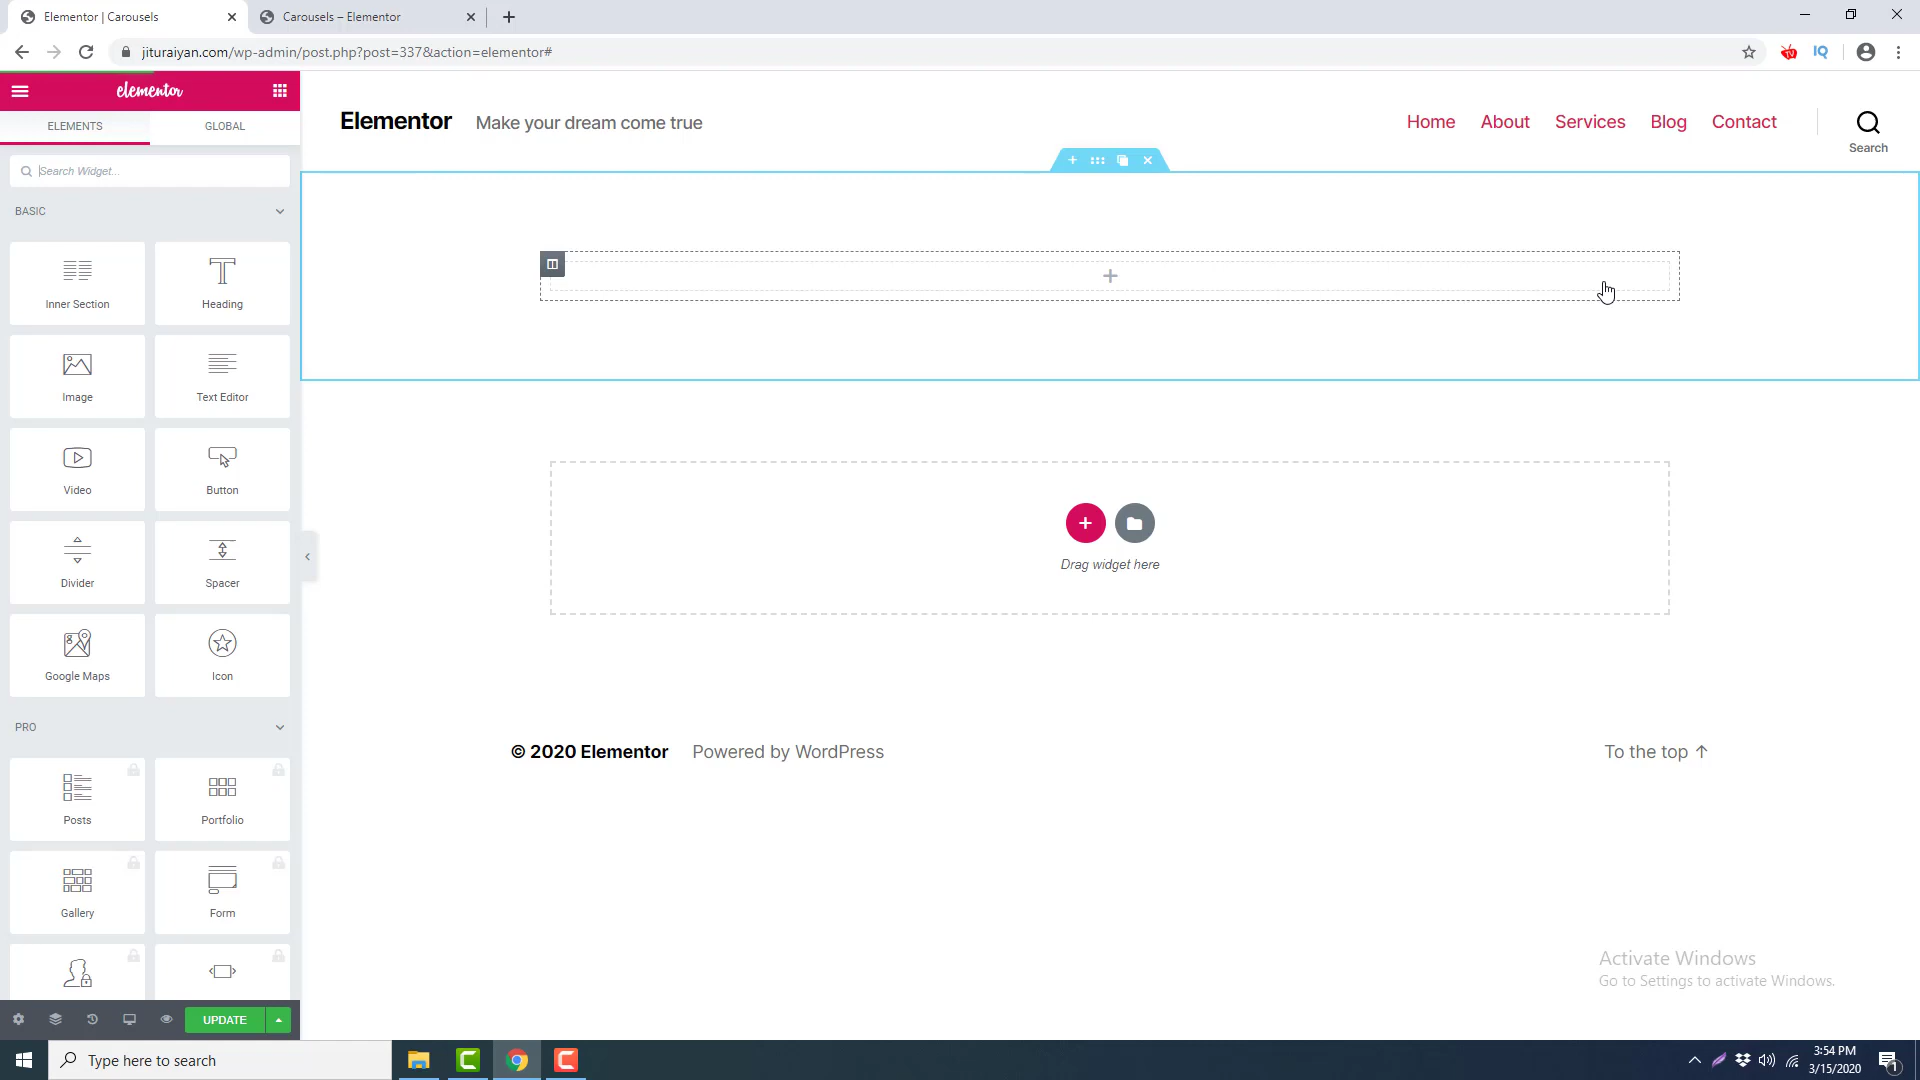 Elementor | Carousels
Carousels – Elementor
jituraiyan.com/wp-admin/post.php?post=337&action=elementor#
elementor
ELEMENTS
GLOBAL
Search Widget...
BASIC
Inner Section
Heading
Image
Text Editor
Video
Button
Divider
Spacer
Google Maps
Icon
PRO
Posts
Portfolio
Gallery
Form
UPDATE
Elementor
Make your dream come true
Home
About
Services
Blog
Contact
Search
Drag widget here
© 2020 Elementor
Powered by WordPress
To the top ↑
Activate Windows
Go to Settings to activate Windows.
Type here to search
3:54 PM
3/15/2020
1